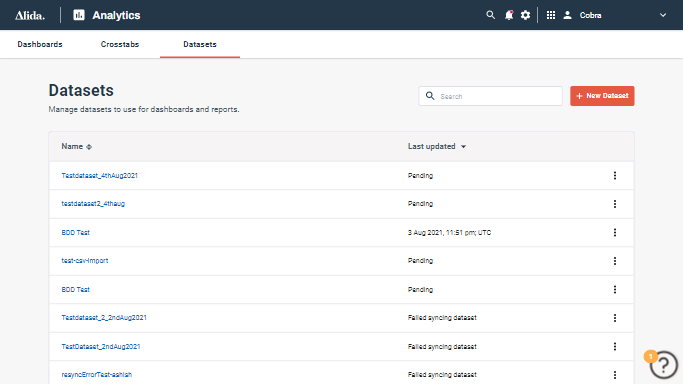 Alida. Analytics Cobra
Dashboards Crosstabs Datasets
Datasets
Manage datasets to use for dashboards and reports.
Search
+ New Dataset
Name Last updated
Testdataset_4thAug2021 Pending
testdataset2_4thaug Pending
BDD Test 3 Aug 2021, 11:51 pm; UTC
test-csv-import Pending
BDD Test Pending
Testdataset_2_2ndAug2021 Failed syncing dataset
TestDataset_2ndAug2021 Failed syncing dataset
resyncErrorTest-ashish Failed syncing dataset
1
?